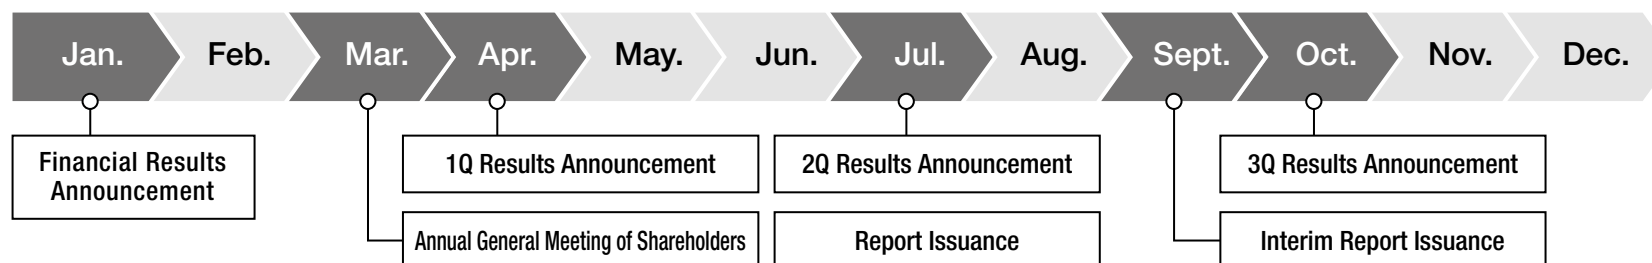 Jan.
Feb.
Mar.
Apr.
May.
Jun.
Jul.
Aug.
Sept.
Oct.
Nov.
Dec.
Financial Results
Announcement
1Q Results Announcement
2Q Results Announcement
3Q Results Announcement
Annual General Meeting of Shareholders
Report Issuance
Interim Report Issuance